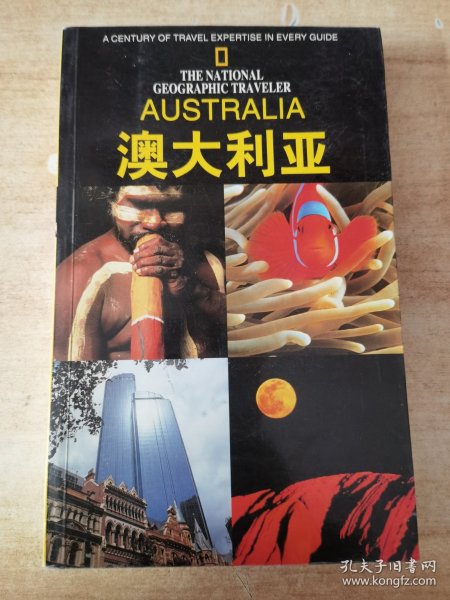 A CENTURY OF TRAVEL EXPERTISE IN EVERY GUIDE
THE NATIONAL
GEOGRAPHIC TRAVELER
AUSTRALIA
澳大利亚
孔夫子旧书网
www.kongfz.com